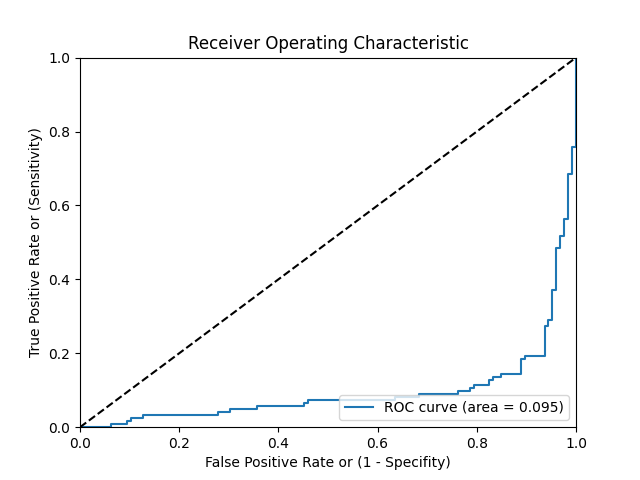 Receiver Operating Characteristic
1.0
0.8
0.6
0.4
0.2
0.0
True Positive Rate or (Sensitivity)
ROC curve (area = 0.095)
0.0 0.2 0.4 0.6 0.8 1.0
False Positive Rate or (1 - Specifity)